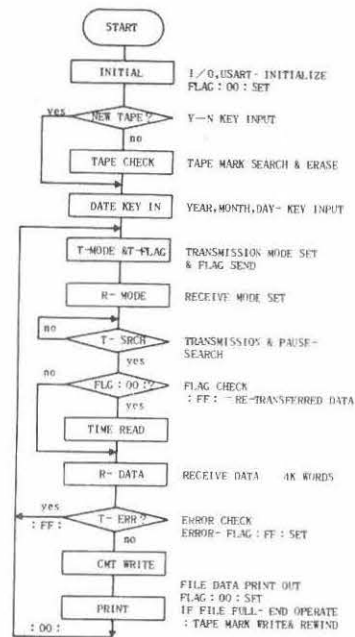 START
INITIAL
I/O,USART- INITIALIZE
FLAG:00:SET
yes
NEW TAPE?
Y-N KEY INPUT
no
TAPE CHECK
TAPE MARK SEARCH & ERASE
DATE KEY IN
YEAR,MONTH,DAY- KEY INPUT
T-MODE &T-FLAG
TRANSMISSION MODE SET
& FLAG SEND
R- MODE
RECEIVE MODE SET
no
T- SRCH
TRANSMISSION & PAUSE-
SEARCH
yes
no
FLG:00:?
FLAG CHECK
:FF: -RE-TRANSFERRED DATA
yes
TIME READ
R- DATA
RECEIVE DATA 4K WORDS
yes
T- ERR?
ERROR CHECK
ERROR- FLAG:FF:SET
:FF:
no
CMT WRITE
FILE DATA PRINT OUT
FLAG:00:SET
PRINT
IF FILE FULL- END OPERATE
:TAPE MARK WRITE& REWIND
:00: